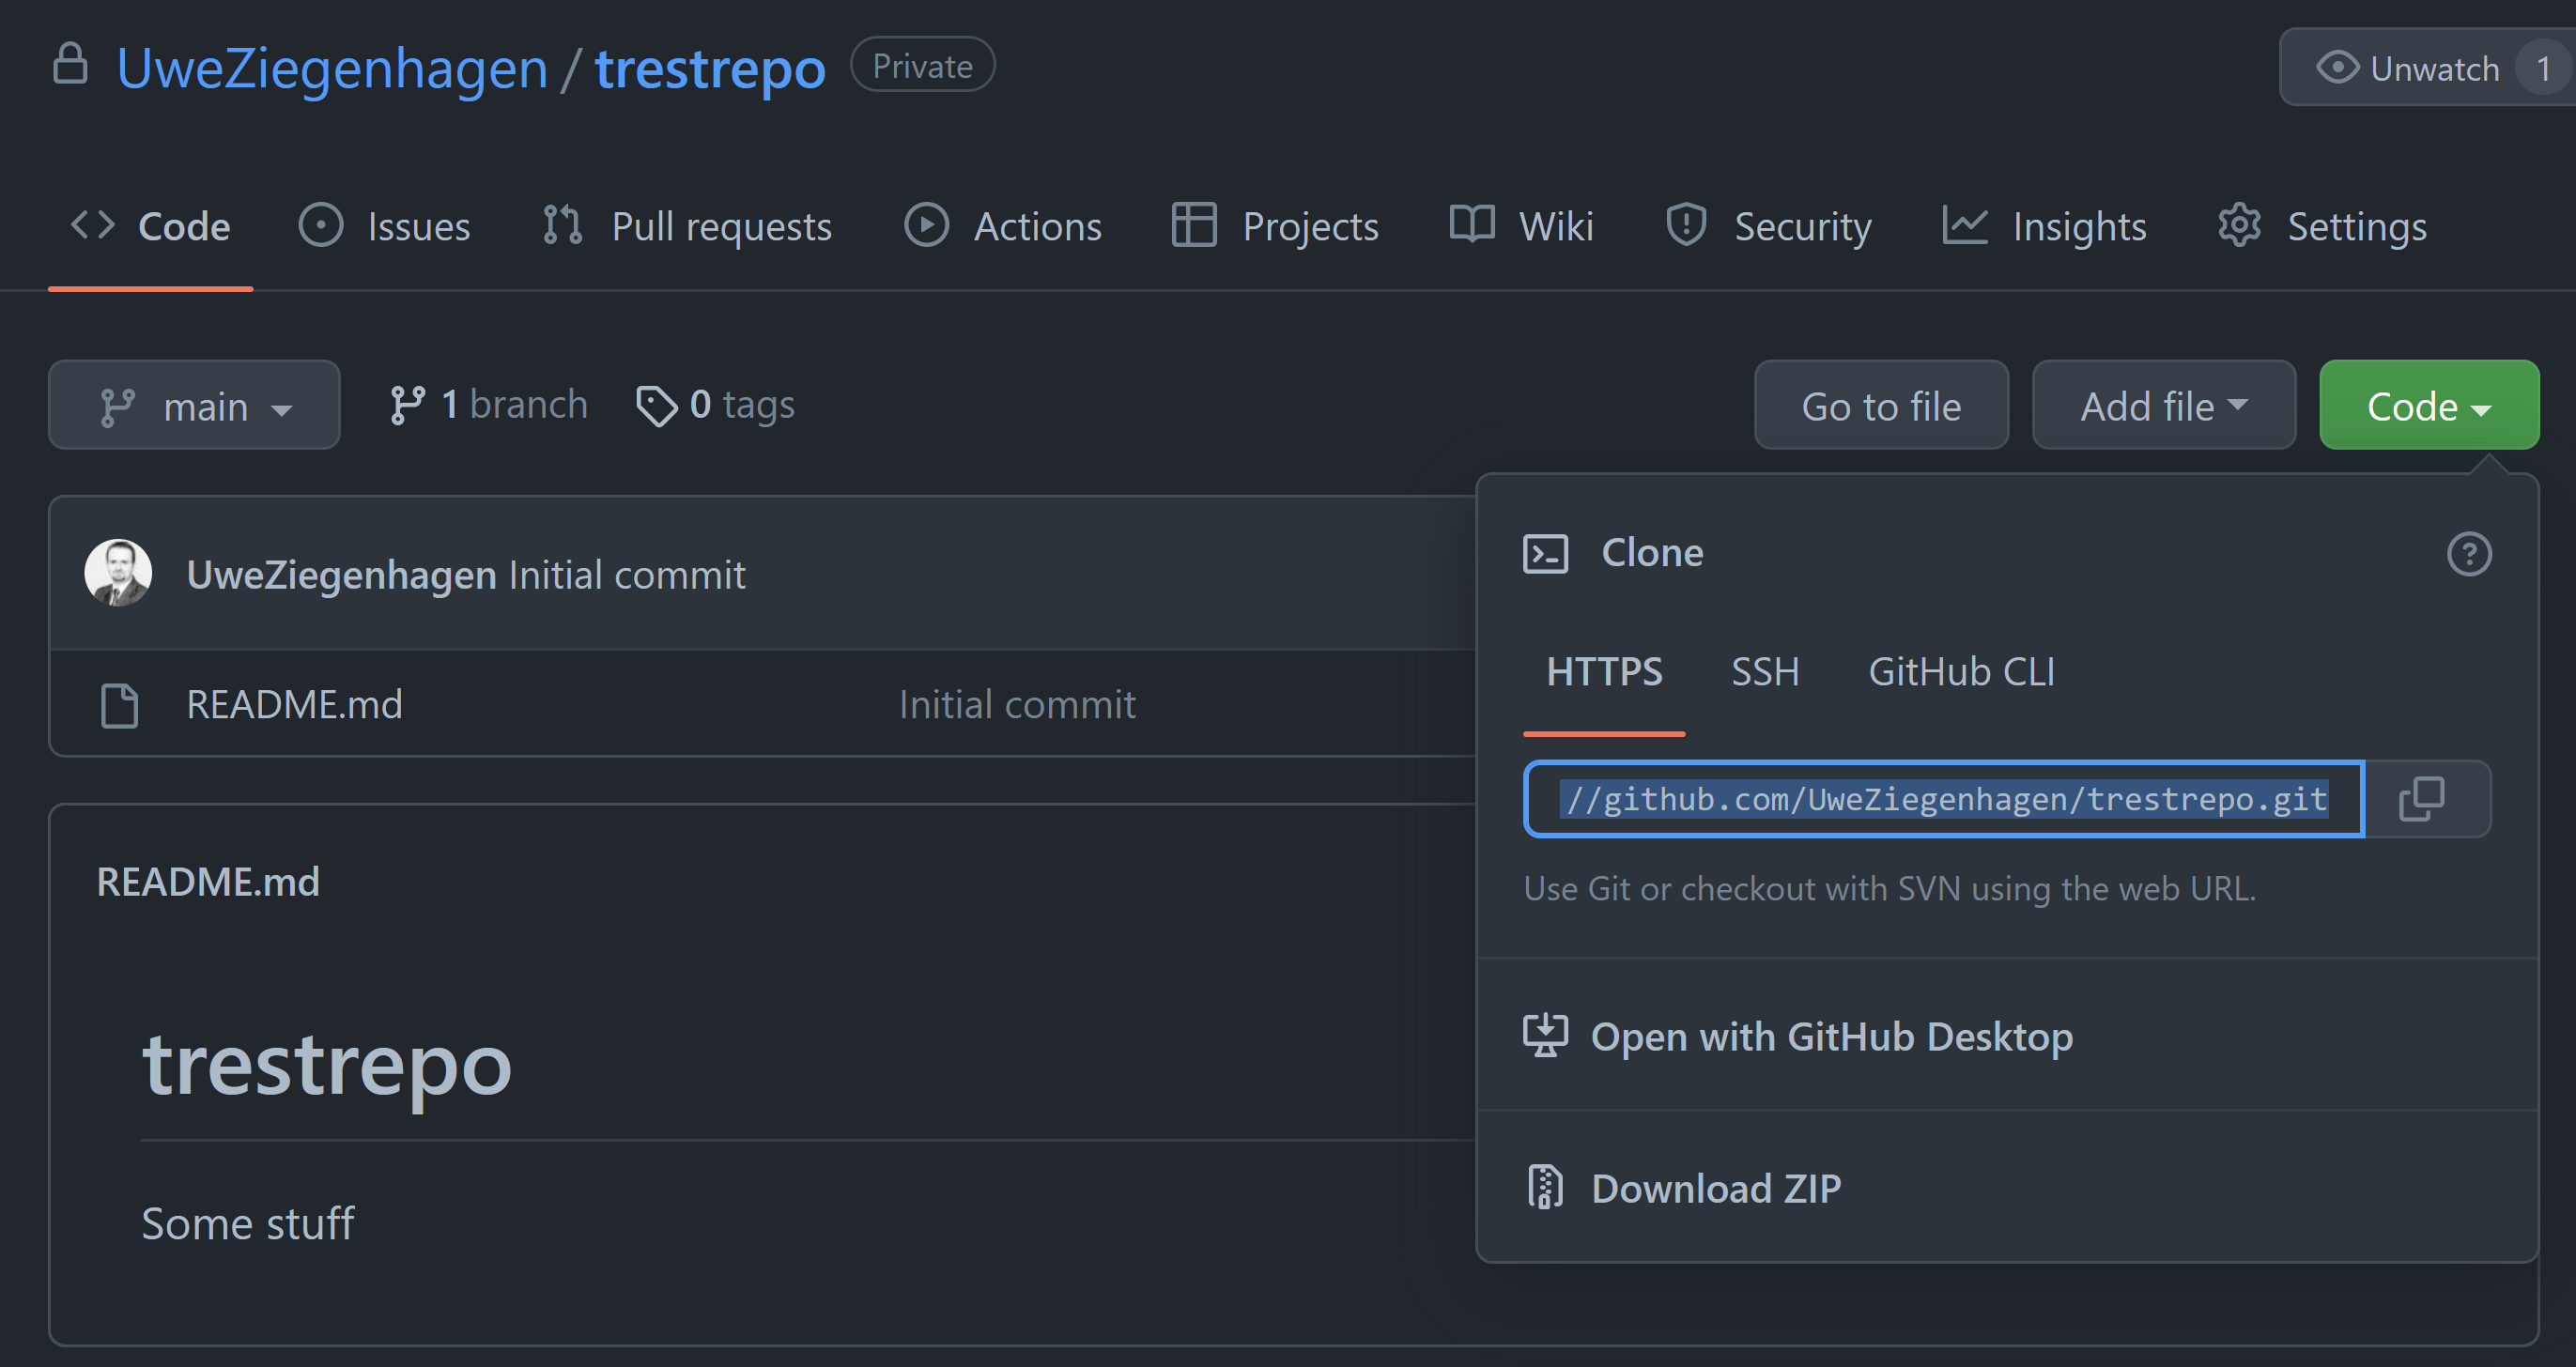 UweZiegenhagen / trestrepo Private
Unwatch 1
Code Issues Pull requests Actions Projects Wiki Security Insights Settings
main 1 branch 0 tags
Go to file Add file Code
UweZiegenhagen Initial commit
README.md Initial commit
Clone
HTTPS SSH GitHub CLI
//github.com/UweZiegenhagen/trestrepo.git
Use Git or checkout with SVN using the web URL.
Open with GitHub Desktop
Download ZIP
README.md
trestrepo
Some stuff